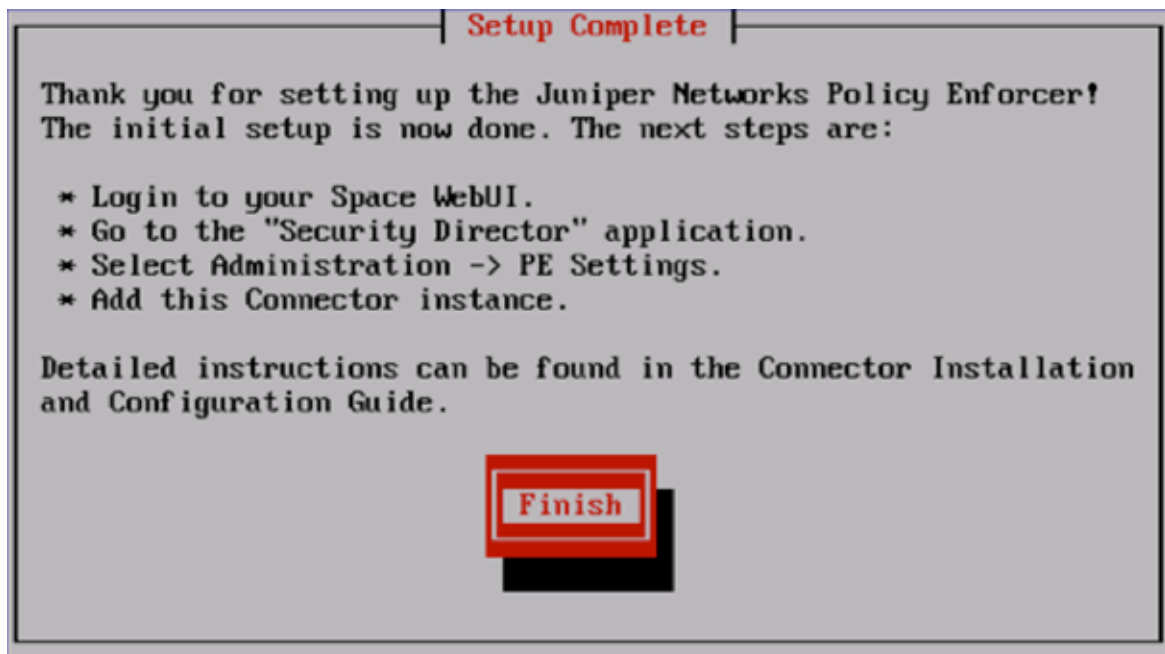 Setup Complete
Thank you for setting up the Juniper Networks Policy Enforcer!
The initial setup is now done. The next steps are:
* Login to your Space WebUI.
* Go to the "Security Director" application.
* Select Administration -> PE Settings.
* Add this Connector instance.
Detailed instructions can be found in the Connector Installation
and Configuration Guide.
Finish